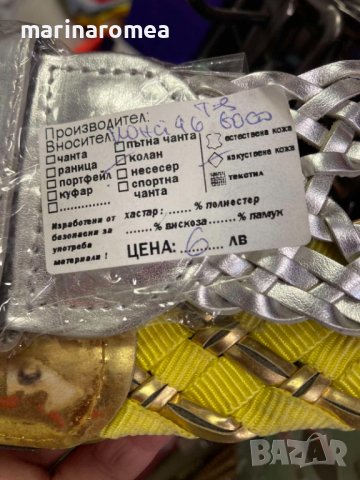 marinaromeo
Производител:
Вносител:
чанта
раница
портфейл
куфар
пътна чанта
колан
несесер
спортна
чанта
естествена кожа
изкуствена кожа
текстил
Изработени от
безопасни за
употреба
материали !
хастар: ...... % полиестер
...... % вискоза ...... % памук
ЦЕНА: 6 ЛВ
BAZAR